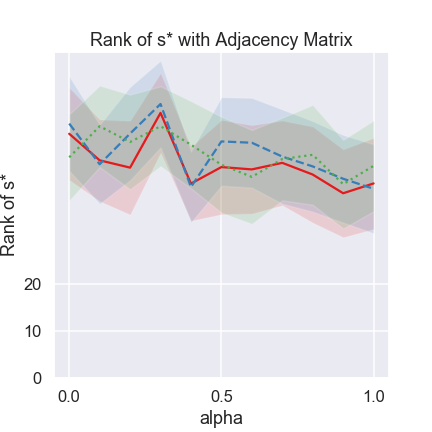 Rank of s* with Adjacency Matrix
Rank of s*
20
10
0
0.0 0.5 1.0
alpha